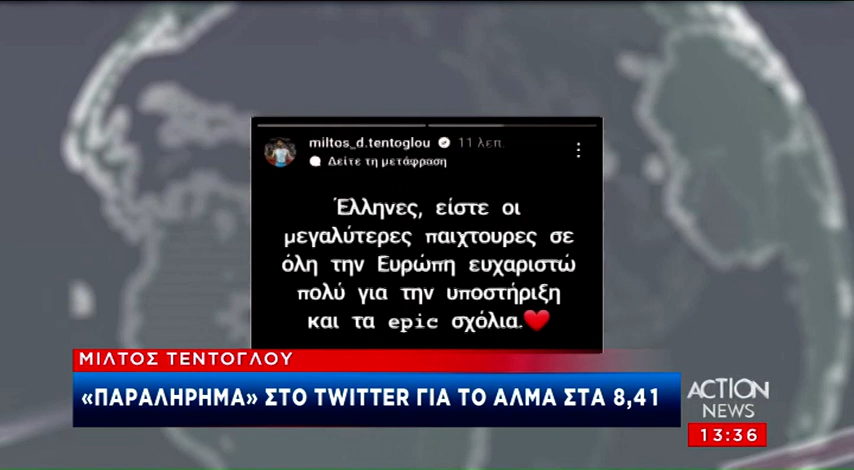 miltos_d.tentoglou 11 λεπ.
Δείτε τη μετάφραση
Έλληνες, είστε οι
μεγαλύτερες παιχτουρες σε
όλη την Ευρώπη ευχαριστώ
πολύ για την υποστήριξη
και τα epic σχόλια.❤️
ΜΙΛΤΟΣ ΤΕΝΤΟΓΛΟΥ
«ΠΑΡΑΛΗΡΗΜΑ» ΣΤΟ TWITTER ΓΙΑ ΤΟ ΑΛΜΑ ΣΤΑ 8,41
ACTION
NEWS
13:36